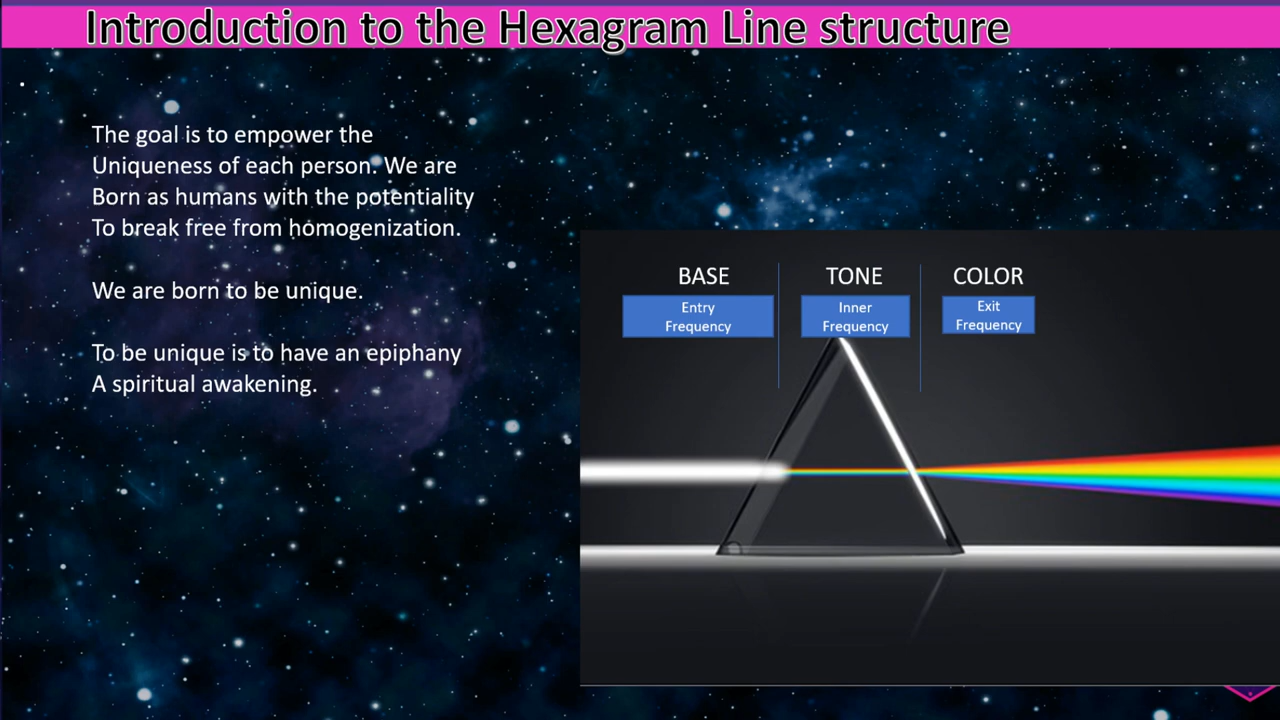 Introduction to the Hexagram Line structure
The goal is to empower the
Uniqueness of each person. We are
Born as humans with the potentiality
To break free from homogenization.
We are born to be unique.
To be unique is to have an epiphany
A spiritual awakening.
BASE
Entry
Frequency
TONE
Inner
Frequency
COLOR
Exit
Frequency